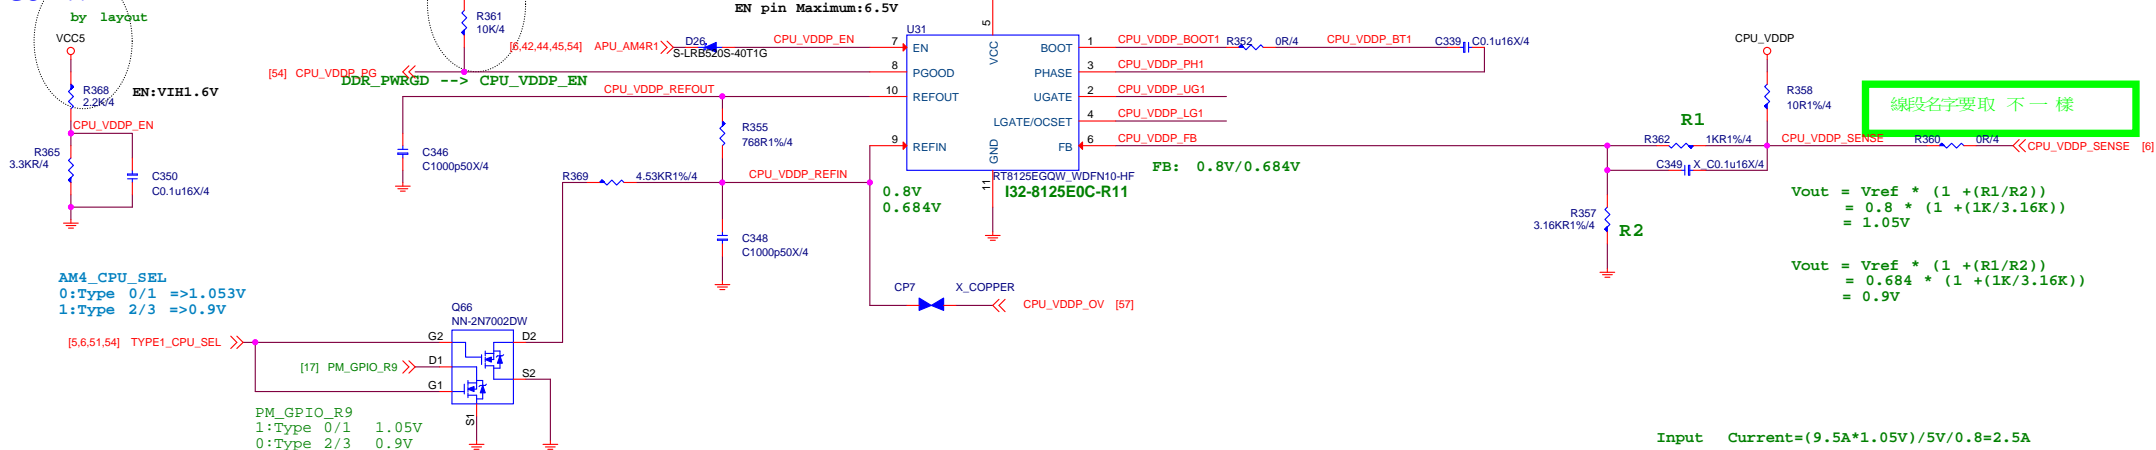 by layout
VCC5
R368
2.2K/4
EN:VIH1.6V
CPU_VDDP_EN
R365
3.3KR/4
C350
C0.1u16X/4
R361
10K/4
EN pin Maximum:6.5V
[6,42,44,45,54] APU_AM4R1
D26
S-LRB520S-40T1G
CPU_VDDP_EN
[54] CPU_VDDP_PG
DDR_PWRGD --> CPU_VDDP_EN
CPU_VDDP_REFOUT
R355
768R1%/4
C346
C1000p50X/4
R369
4.53KR1%/4
CPU_VDDP_REFIN
C348
C1000p50X/4
U31
5
VCC
7
EN
8
PGOOD
10
REFOUT
9
REFIN
BOOT
1
PHASE
3
UGATE
2
LGATE/OCSET
4
FB
6
GND
11
RT8125EGQW_WDFN10-HF
I32-8125E0C-R11
0.8V
0.684V
CPU_VDDP_BOOT1
R352
0R/4
CPU_VDDP_BT1
C339
C0.1u16X/4
CPU_VDDP_PH1
CPU_VDDP_UG1
CPU_VDDP_LG1
CPU_VDDP_FB
FB: 0.8V/0.684V
CPU_VDDP
R358
10R1%/4
線段名字要取 不 一 樣
R1
R362
1KR1%/4
CPU_VDDP_SENSE
R360
0R/4
CPU_VDDP_SENSE [6]
C349
X_C0.1u16X/4
R357
3.16KR1%/4
R2
Vout = Vref * (1 +(R1/R2))
= 0.8 * (1 +(1K/3.16K))
= 1.05V
Vout = Vref * (1 +(R1/R2))
= 0.684 * (1 +(1K/3.16K))
= 0.9V
CP7
X_COPPER
CPU_VDDP_OV [57]
AM4_CPU_SEL
0:Type 0/1 =>1.053V
1:Type 2/3 =>0.9V
Q66
NN-2N7002DW
[5,6,51,54] TYPE1_CPU_SEL
G2
D2
[17] PM_GPIO_R9
D1
S2
G1
S1
PM_GPIO_R9
1:Type 0/1 1.05V
0:Type 2/3 0.9V
Input Current=(9.5A*1.05V)/5V/0.8=2.5A